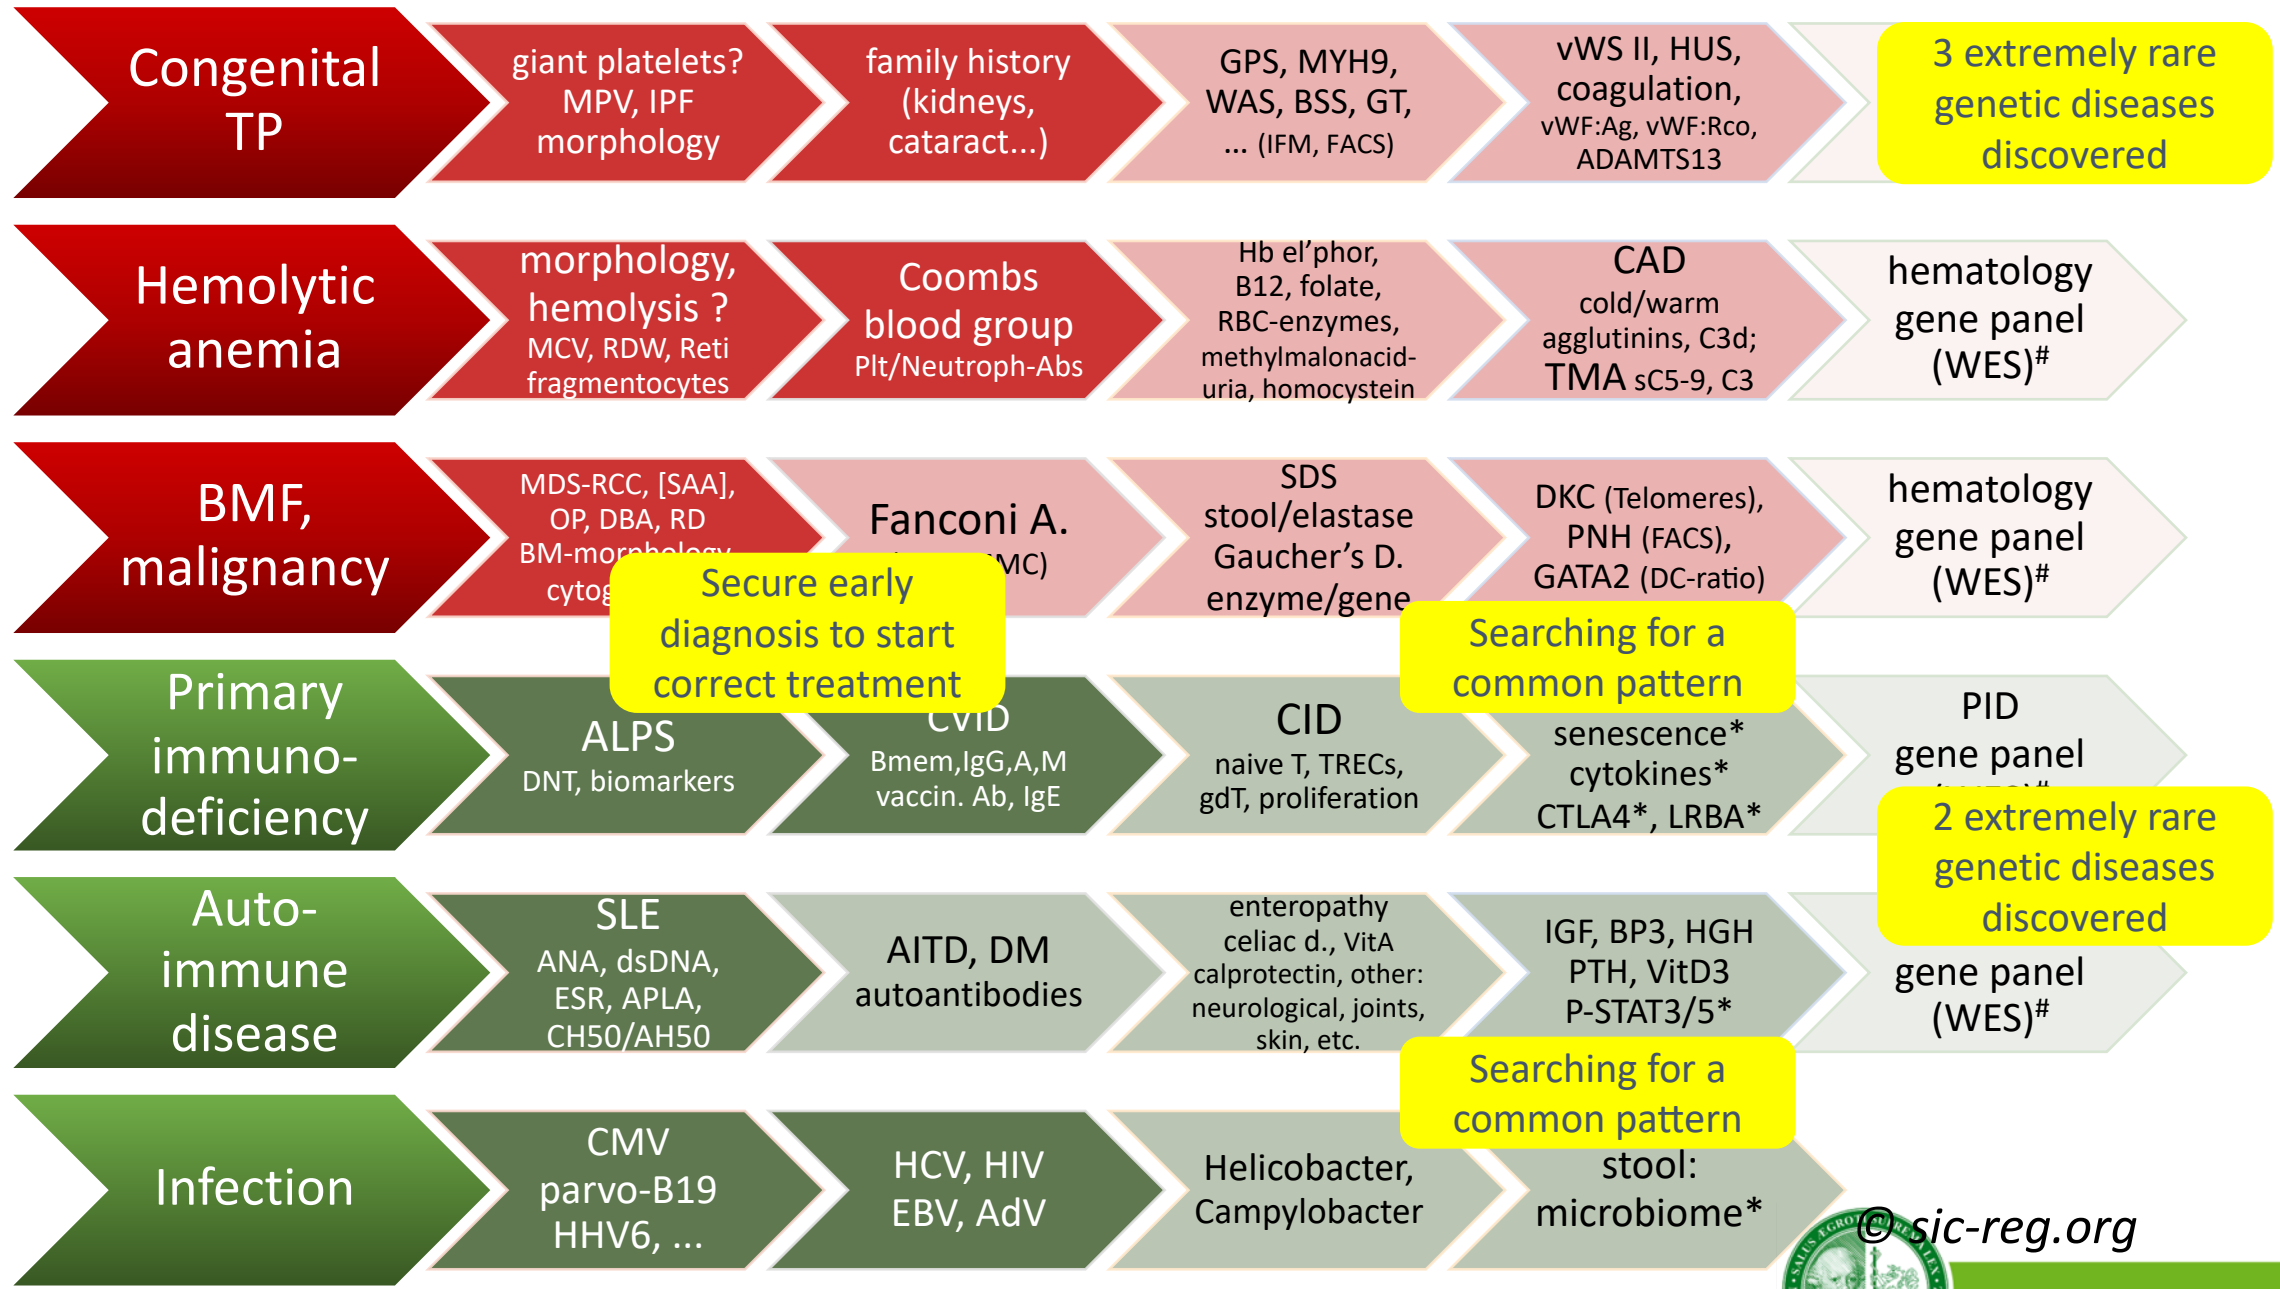 Congenital
TP
giant platelets?
MPV, IPF
morphology
family history
(kidneys,
cataract...)
GPS, MYH9,
WAS, BSS, GT,
... (IFM, FACS)
vWS II, HUS,
coagulation,
vWF:Ag, vWF:Rco,
ADAMTS13
3 extremely rare
genetic diseases
discovered
Hemolytic
anemia
morphology,
hemolysis ?
MCV, RDW, Reti
fragmentocytes
Coombs
blood group
Plt/Neutroph-Abs
Hb el’phor,
B12, folate,
RBC-enzymes,
methylmalonacid-
uria, homocystein
CAD
cold/warm
agglutinins, C3d;
TMA sC5-9, C3
hematology
gene panel
(WES)#
BMF,
malignancy
MDS-RCC, [SAA],
OP, DBA, RD
BM-morphology
cytog
Fanconi A.
MC)
SDS
stool/elastase
Gaucher’s D.
enzyme/gene
DKC (Telomeres),
PNH (FACS),
GATA2 (DC-ratio)
hematology
gene panel
(WES)#
Secure early
diagnosis to start
correct treatment
Searching for a
common pattern
Primary
immuno-
deficiency
ALPS
DNT, biomarkers
CVID
Bmem,IgG,A,M
vaccin. Ab, IgE
CID
naive T, TRECs,
gdT, proliferation
senescence*
cytokines*
CTLA4*, LRBA*
PID
gene panel
2 extremely rare
genetic diseases
discovered
Auto-
immune
disease
SLE
ANA, dsDNA,
ESR, APLA,
CH50/AH50
AITD, DM
autoantibodies
enteropathy
celiac d., VitA
calprotectin, other:
neurological, joints,
skin, etc.
IGF, BP3, HGH
PTH, VitD3
P-STAT3/5*
gene panel
(WES)#
Searching for a
common pattern
Infection
CMV
parvo-B19
HHV6, ...
HCV, HIV
EBV, AdV
Helicobacter,
Campylobacter
stool:
microbiome*
© sic-reg.org